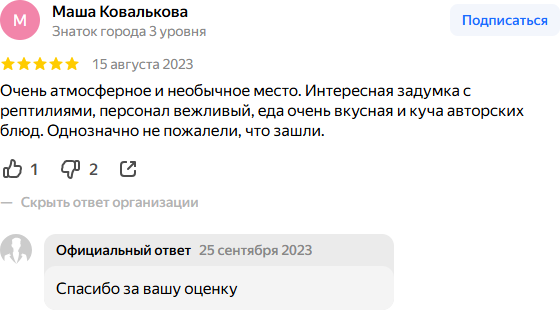 М
Маша Ковалькова
Знаток города 3 уровня
Подписаться
15 августа 2023
Очень атмосферное и необычное место. Интересная задумка с
рептилиями, персонал вежливый, еда очень вкусная и куча авторских
блюд. Однозначно не пожалели, что зашли.
1
2
— Скрыть ответ организации
Официальный ответ 25 сентября 2023
Спасибо за вашу оценку